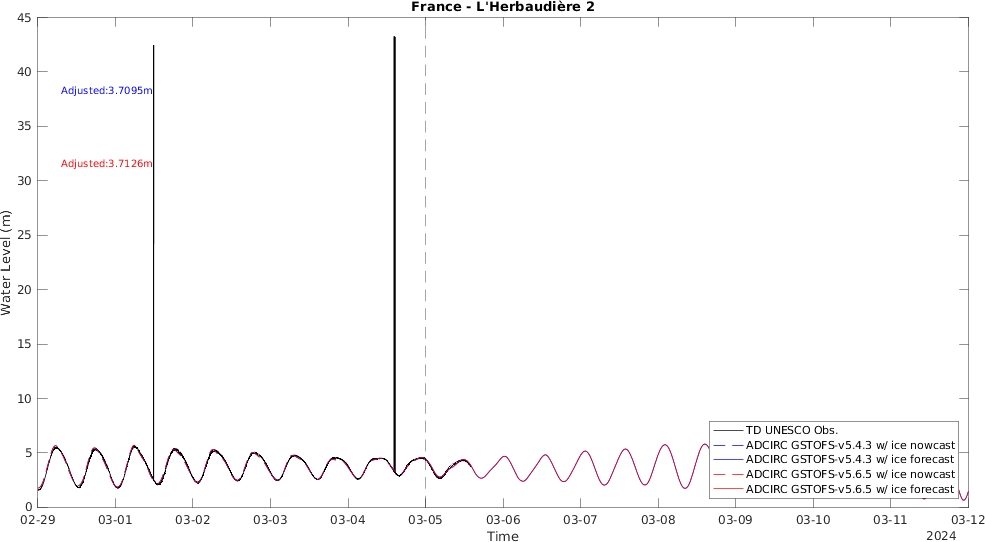 France - L'Herbaudière 2
45
40
35
30
25
20
15
10
5
0
Water Level (m)
Adjusted:3.7095m
Adjusted:3.7126m
TD UNESCO Obs.
ADCIRC GSTOFS-v5.4.3 w/ ice nowcast
ADCIRC GSTOFS-v5.4.3 w/ ice forecast
ADCIRC GSTOFS-v5.6.5 w/ ice nowcast
ADCIRC GSTOFS-v5.6.5 w/ ice forecast
02-29 03-01 03-02 03-03 03-04 03-05 03-06 03-07 03-08 03-09 03-10 03-11 03-12
Time
2024